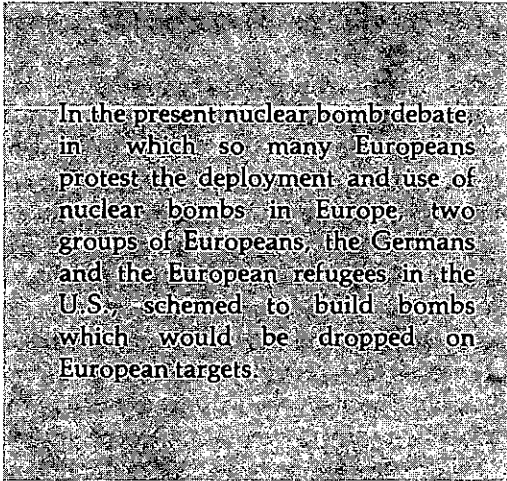 In the present nuclear bomb debate,
in which so many Europeans
protest the deployment and use of
nuclear bombs in Europe, two
groups of Europeans, the Germans
and the European refugees in the
U.S., schemed to build bombs
which would be dropped on
European targets.